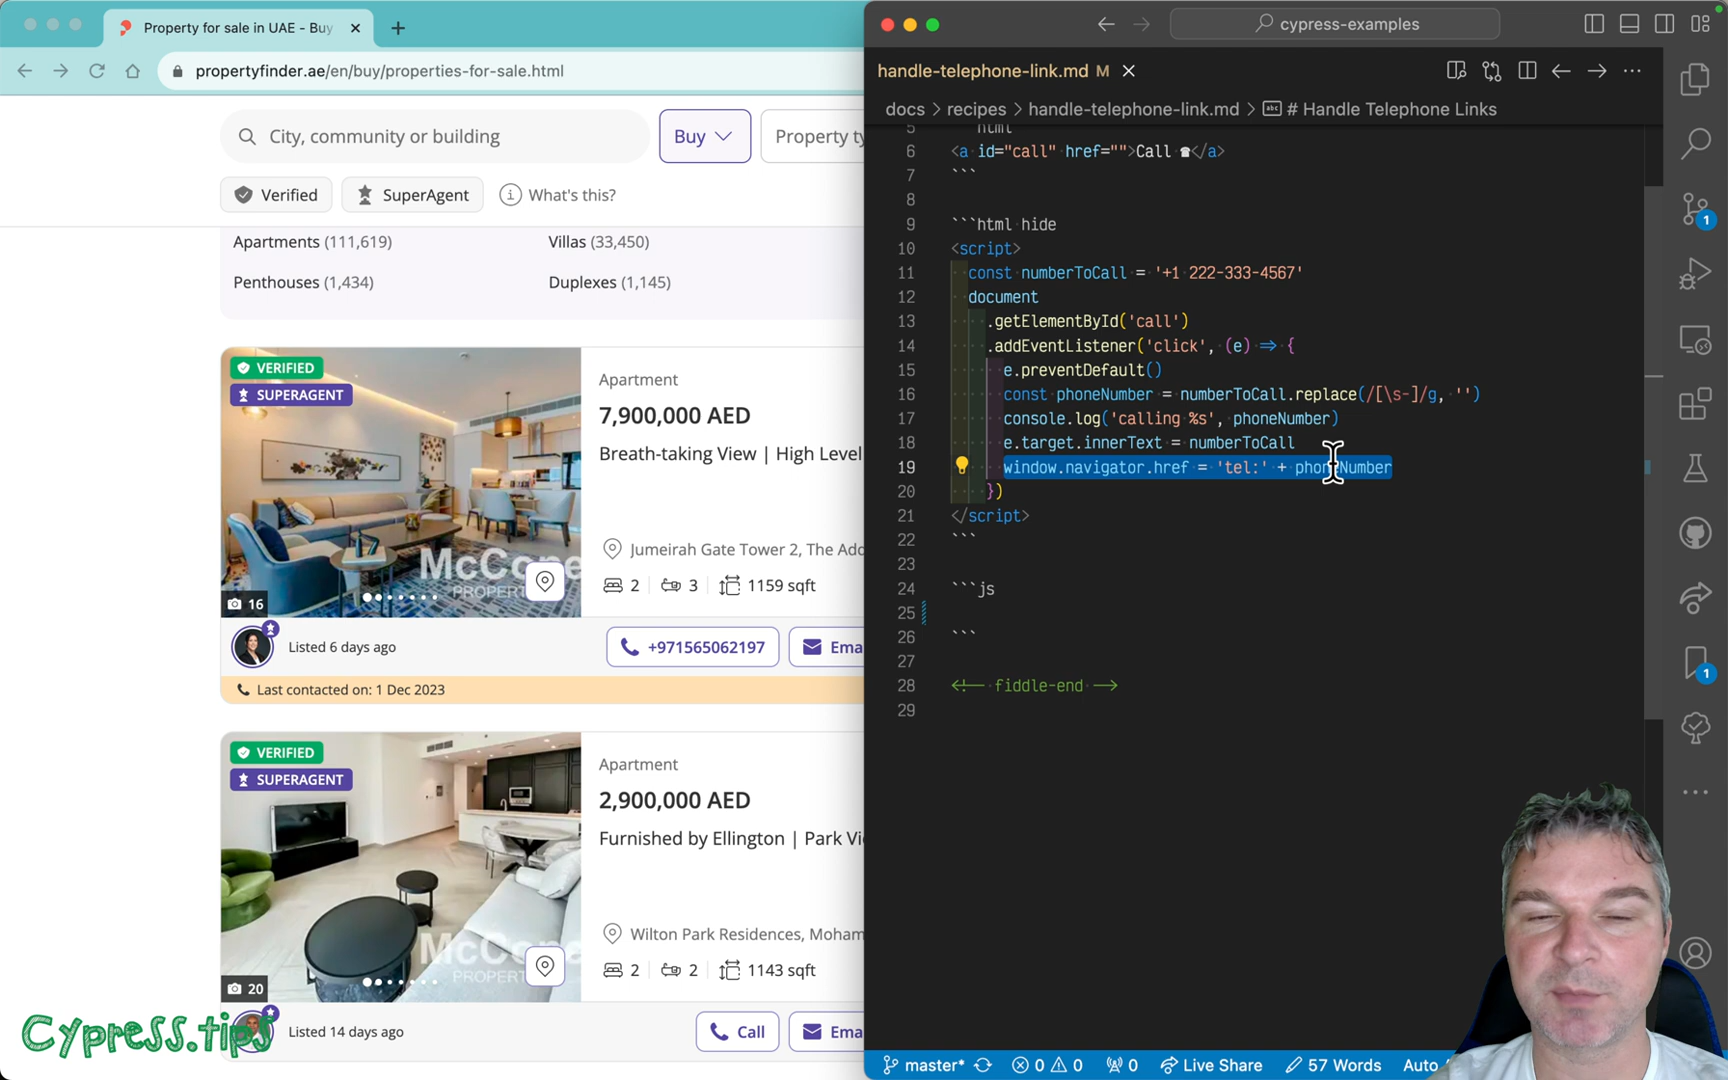 Property for sale in UAE - Buy
propertyfinder.ae/en/buy/properties-for-sale.html
City, community or building
Buy
Property ty
Verified
SuperAgent
What's this?
Apartments (111,619)
Villas (33,450)
Penthouses (1,434)
Duplexes (1,145)
VERIFIED
SUPERAGENT
16
Apartment
7,900,000 AED
Breath-taking View | High Level
Jumeirah Gate Tower 2, The Add
2
3
1159 sqft
Listed 6 days ago
+971565062197
Ema
Last contacted on: 1 Dec 2023
VERIFIED
SUPERAGENT
20
Apartment
2,900,000 AED
Furnished by Ellington | Park Vi
Wilton Park Residences, Moham
2
2
1143 sqft
Listed 14 days ago
Call
Ema
Cypress.tips
cypress-examples
handle-telephone-link.md M
docs > recipes > handle-telephone-link.md > # Handle Telephone Links
5 ```html
6 <a id="call" href="">Call ☎</a>
7 ```
8
9 ```html hide
10 <script>
11 const numberToCall = '+1 222-333-4567'
12 document
13 .getElementById('call')
14 .addEventListener('click', (e) => {
15 e.preventDefault()
16 const phoneNumber = numberToCall.replace(/[\s-]/g, '')
17 console.log('calling %s', phoneNumber)
18 e.target.innerText = numberToCall
19 window.navigator.href = 'tel:' + phoneNumber
20 })
21 </script>
22 ```
23
24 ```js
25
26 ```
27
28 <!-- fiddle-end -->
29
1
1
master*
0
0
0
Live Share
57 Words
Auto